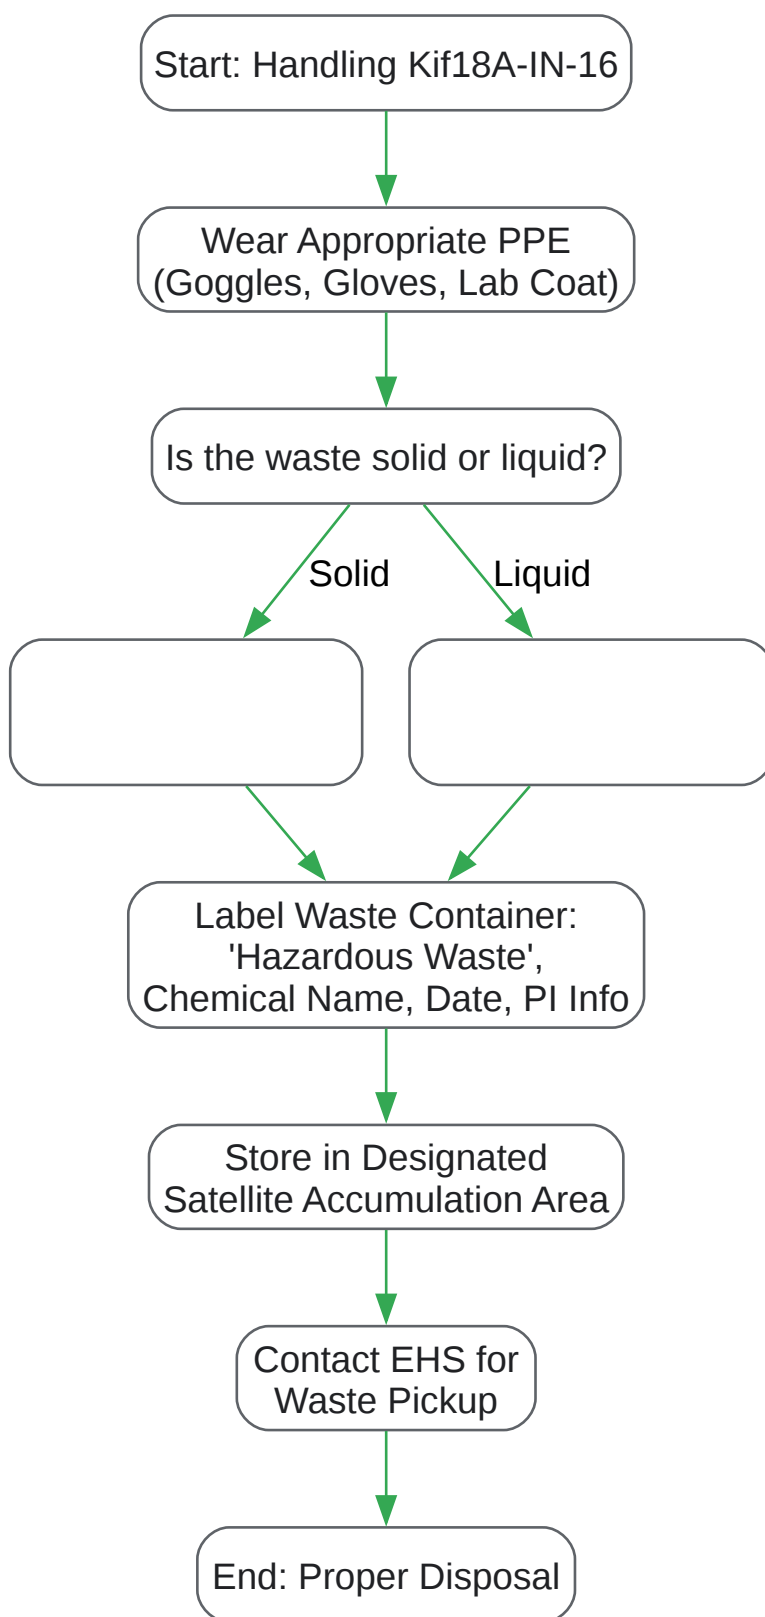 Start: Handling Kif18A-IN-16
Wear Appropriate PPE
(Goggles, Gloves, Lab Coat)
Is the waste solid or liquid?
Solid
Liquid
Label Waste Container:
'Hazardous Waste',
Chemical Name, Date, PI Info
Store in Designated
Satellite Accumulation Area
Contact EHS for
Waste Pickup
End: Proper Disposal